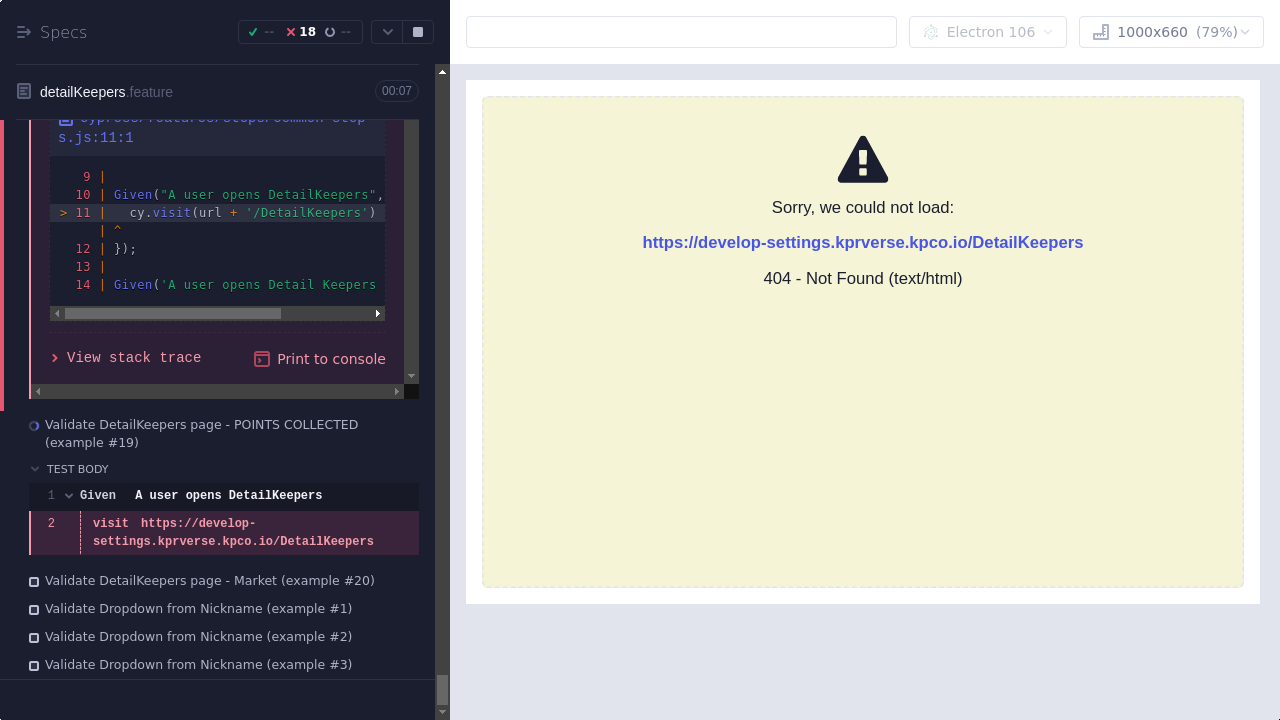 Specs
-- 18 --
Electron 106
1000x660 (79%)
detailKeepers.feature
00:07
s.js:11:1
9 |
10 | Given("A user opens DetailKeepers",
> 11 | cy.visit(url + '/DetailKeepers')
| ^
12 | });
13 |
14 | Given('A user opens Detail Keepers
View stack trace
Print to console
Validate DetailKeepers page - POINTS COLLECTED
(example #19)
TEST BODY
1 Given A user opens DetailKeepers
2 visit https://develop-
settings.kprverse.kpco.io/DetailKeepers
Validate DetailKeepers page - Market (example #20)
Validate Dropdown from Nickname (example #1)
Validate Dropdown from Nickname (example #2)
Validate Dropdown from Nickname (example #3)
Sorry, we could not load:
https://develop-settings.kprverse.kpco.io/DetailKeepers
404 - Not Found (text/html)